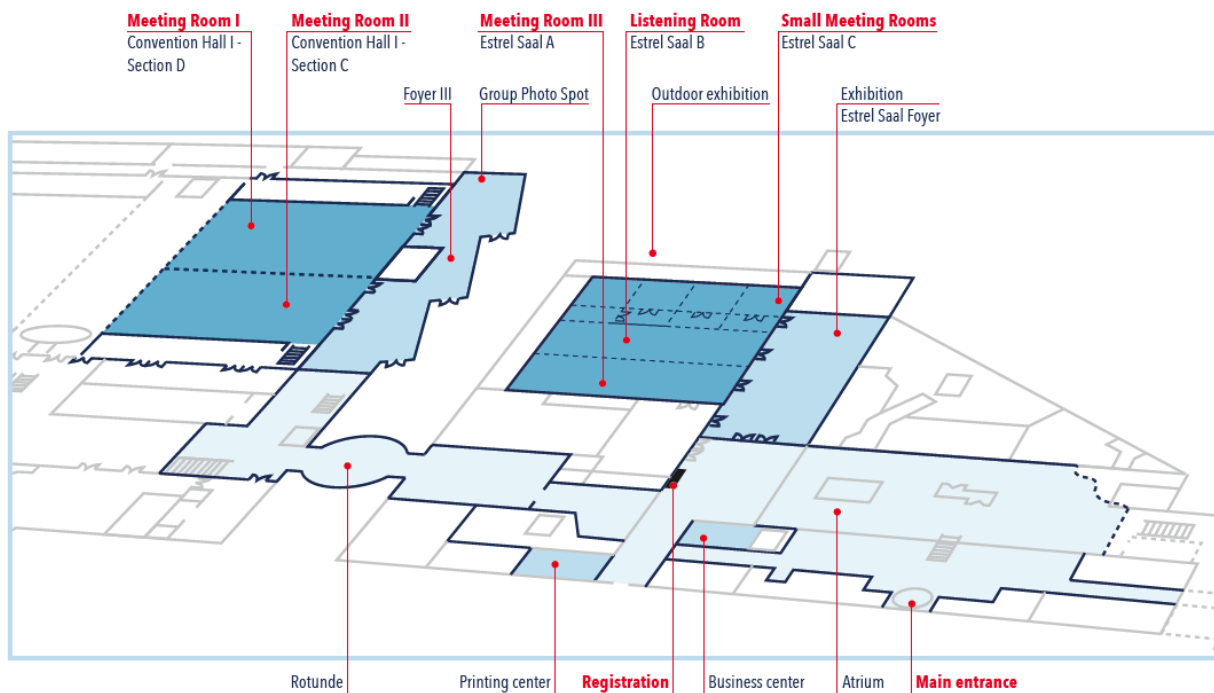 Meeting Room I
Convention Hall I -
Section D
Meeting Room II
Convention Hall I -
Section C
Meeting Room III
Estrel Saal A
Listening Room
Estrel Saal B
Small Meeting Rooms
Estrel Saal C
Foyer III
Group Photo Spot
Outdoor exhibition
Exhibition
Estrel Saal Foyer
Rotunde
Printing center
Registration
Business center
Atrium
Main entrance